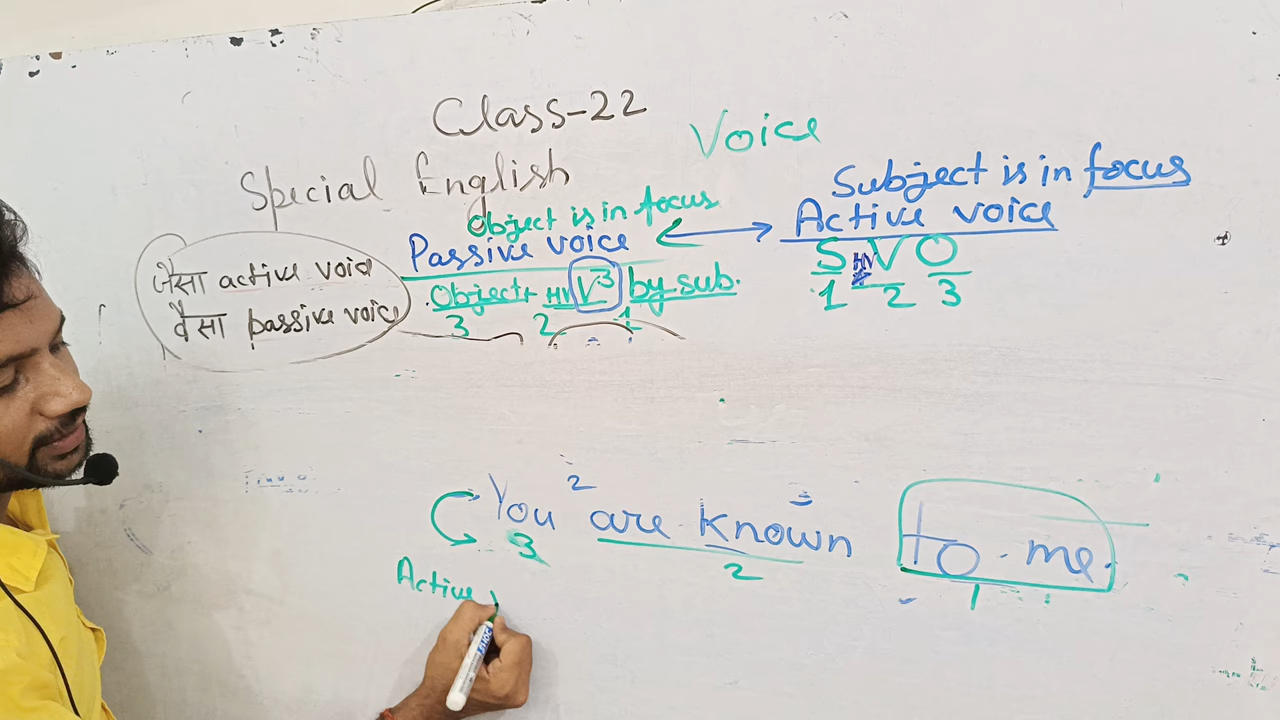 Class-22
Voice
Special English
Subject is in focus
Object is in focus
Passive voice ⟷ Active voice
जैसा active voice
वैसा passive voice
Object + HV V³ by sub.
3 2 1
S HV V O
1 2 3
2
You are known to me.
3 2 1
Active